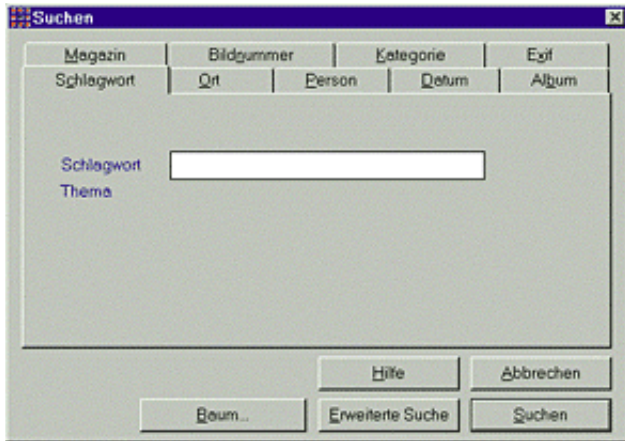 Suchen
Magazin Bildnummer Kategorie Exif
Schlagwort Ort Person Datum Album
Schlagwort
Thema
Hilfe Abbrechen
Baum... Erweiterte Suche Suchen